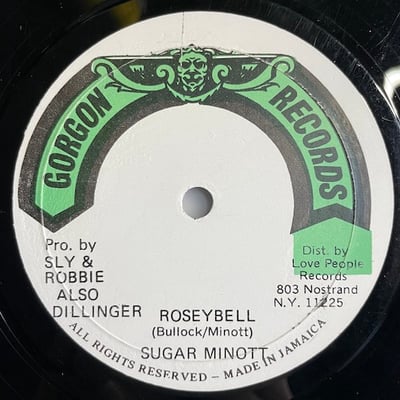 GORGON RECORDS
Pro. by
SLY &
ROBBIE
ALSO
DILLINGER
Dist. by
Love People
Records
803 Nostrand
N.Y. 11225
ROSEYBELL
(Bullock/Minott)
SUGAR MINOTT
ALL RIGHTS RESERVED – MADE IN JAMAICA